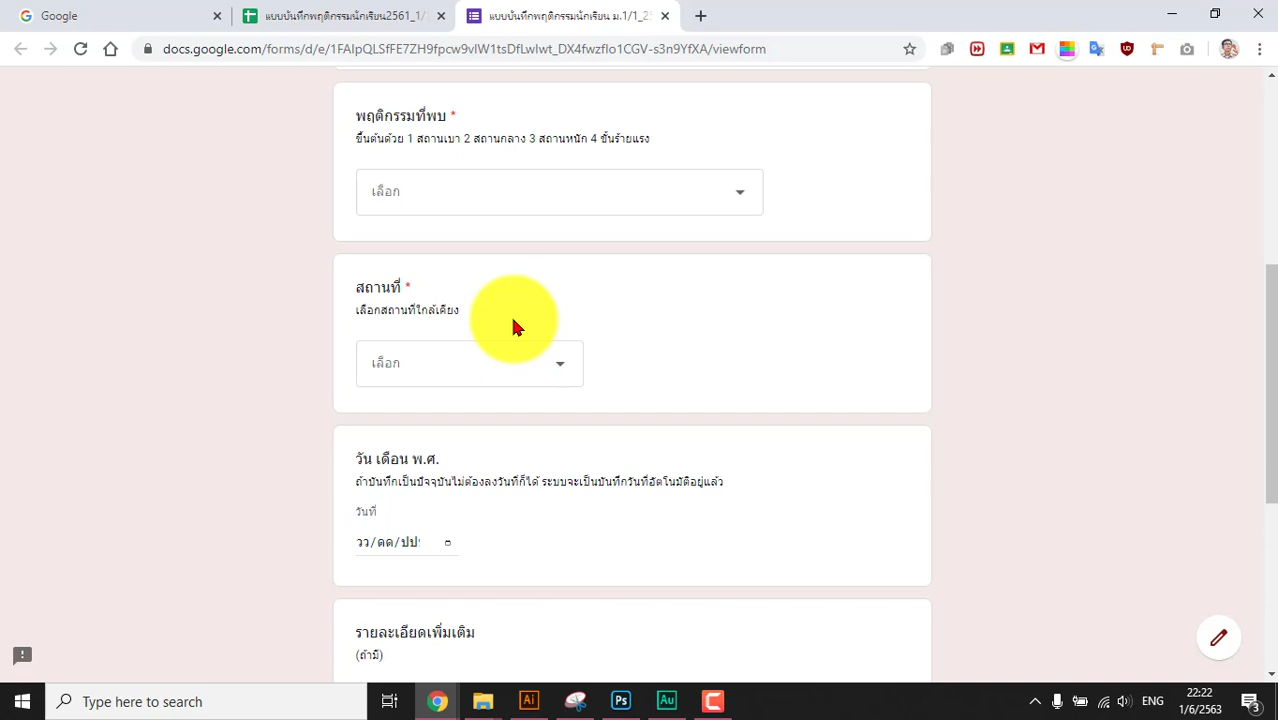 Google
แบบบันทึกพฤติกรรมนักเรียน2561_1/1
แบบบันทึกพฤติกรรมนักเรียน ม.1/1_25
docs.google.com/forms/d/e/1FAIpQLSfFE7ZH9fpcw9vlW1tsDfLwlwt_DX4fwzflo1CGV-s3n9YfXA/viewform
พฤติกรรมที่พบ *
ขึ้นต้นด้วย 1 สถานเบา 2 สถานกลาง 3 สถานหนัก 4 ขั้นร้ายแรง
เลือก
สถานที่ *
เลือกสถานที่ใกล้เคียง
เลือก
วัน เดือน พ.ศ.
ถ้าบันทึกเป็นปัจจุบันไม่ต้องลงวันที่ก็ได้ ระบบจะเป็นบันทึกวันที่อัตโนมัติอยู่แล้ว
วันที่
วว/ดด/ปป
รายละเอียดเพิ่มเติม
(ถ้ามี)
Type here to search
Ai
Ps
Au
ENG
22:22
1/6/2563
3